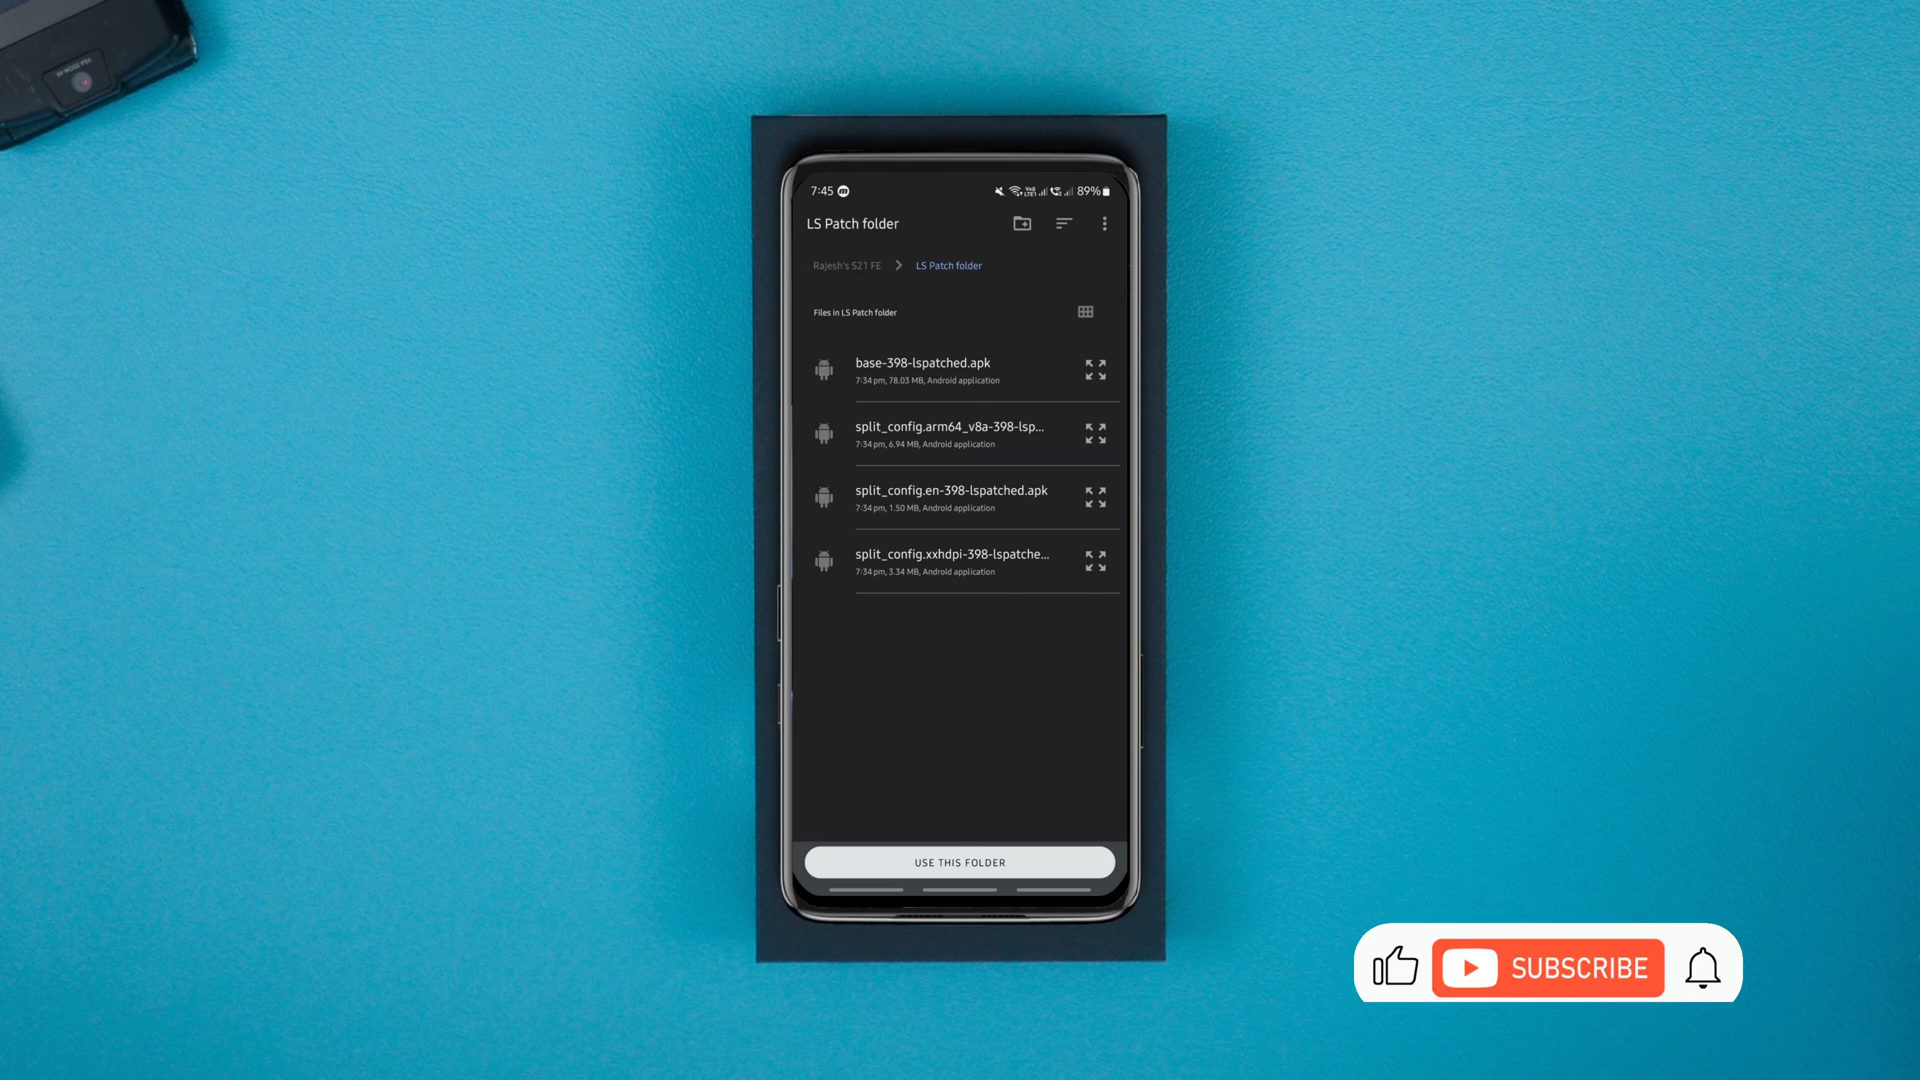 7:45
89%
LS Patch folder
Rajesh's S21 FE
LS Patch folder
Files in LS Patch folder
base-398-lspatched.apk
7:34 pm, 78.03 MB, Android application
split_config.arm64_v8a-398-lsp...
7:34 pm, 6.94 MB, Android application
split_config.en-398-lspatched.apk
7:34 pm, 1.50 MB, Android application
split_config.xxhdpi-398-lspatche...
7:34 pm, 3.34 MB, Android application
USE THIS FOLDER
SUBSCRIBE